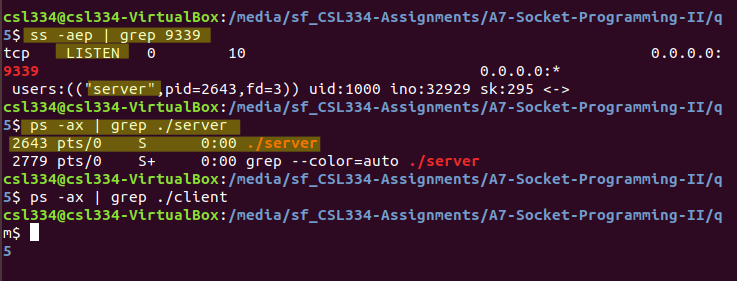 csl334@csl334-VirtualBox:/media/sf_CSL334-Assignments/A7-Socket-Programming-II/q
5$ ss -aep | grep 9339
tcp    LISTEN   0        10                                                    0.0.0.0:
9339                                                       0.0.0.0:*
 users:(("server",pid=2643,fd=3)) uid:1000 ino:32929 sk:295 <->
csl334@csl334-VirtualBox:/media/sf_CSL334-Assignments/A7-Socket-Programming-II/q
5$ ps -ax | grep ./server
 2643 pts/0    S      0:00 ./server
 2779 pts/0    S+     0:00 grep --color=auto ./server
csl334@csl334-VirtualBox:/media/sf_CSL334-Assignments/A7-Socket-Programming-II/q
5$ ps -ax | grep ./client
csl334@csl334-VirtualBox:/media/sf_CSL334-Assignments/A7-Socket-Programming-II/q
m$
5